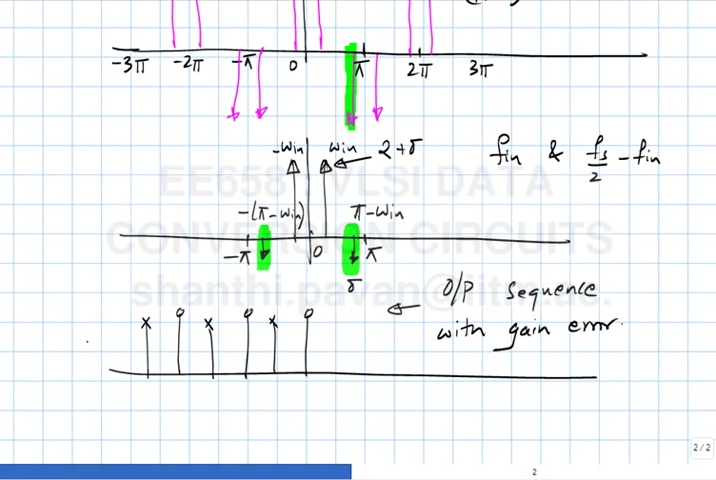 -3π -2π -π 0 π 2π 3π
-win win 2+δ fin & fs/2 - fin
EE658: VLSI DATA
-(π-win) π-win
CONVERSION CIRCUITS
-π 0 π
δ
shanthi.pavan@iitm.ac.
O/P sequence
with gain error.
2/2
2